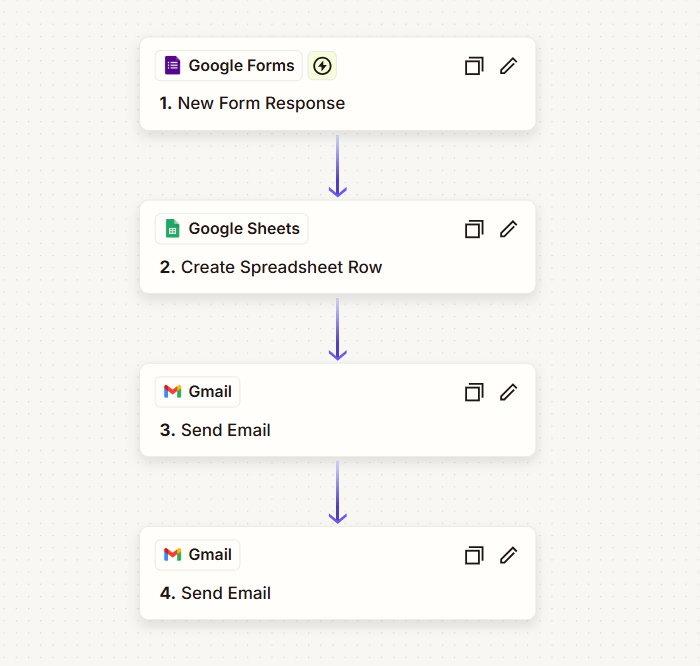 Google Forms
1. New Form Response
Google Sheets
2. Create Spreadsheet Row
Gmail
3. Send Email
Gmail
4. Send Email